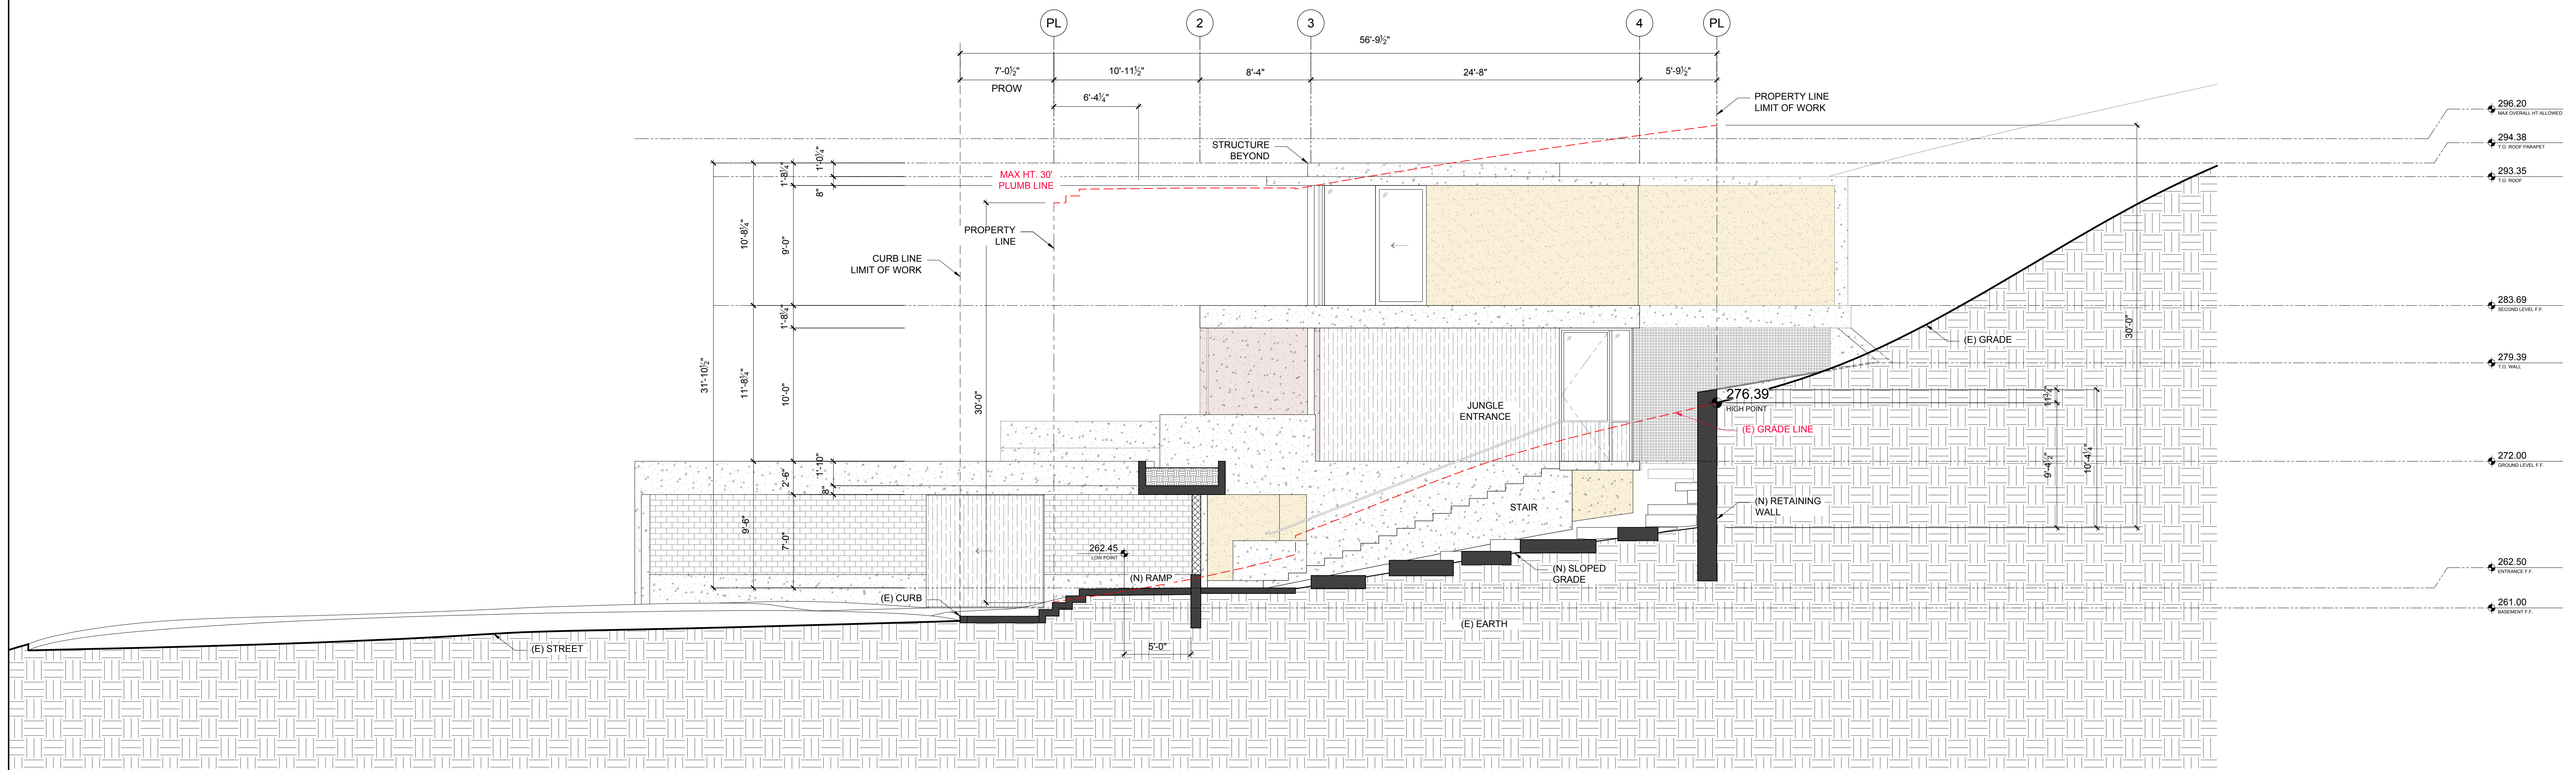 PL
2
3
4
PL
56'-9½"
7'-0½"
10'-11½"
8'-4"
24'-8"
5'-9½"
PROW
6'-4¼"
PROPERTY LINE
LIMIT OF WORK
296.20
MAX OVERALL HT ALLOWED
294.38
T.O. ROOF PARAPET
293.35
T.O. ROOF
STRUCTURE
BEYOND
1'-0¼"
1'-8¼"
8"
MAX HT. 30'
PLUMB LINE
PROPERTY
LINE
CURB LINE
LIMIT OF WORK
10'-8¼"
9'-0"
283.69
SECOND LEVEL F.F.
30'-0"
(E) GRADE
1'-8¼"
279.39
T.O. WALL
31'-10½"
11'-8¼"
10'-0"
30'-0"
276.39
HIGH POINT
11½"
JUNGLE
ENTRANCE
(E) GRADE LINE
9'-4½"
10'-4¼"
272.00
GROUND LEVEL F.F.
1'-10"
2'-6"
8"
STAIR
(N) RETAINING
WALL
9'-6"
7'-0"
262.45
LOW POINT
(N) RAMP
(N) SLOPED
GRADE
262.50
ENTRANCE F.F.
(E) CURB
261.00
BASEMENT F.F.
(E) EARTH
(E) STREET
5'-0"